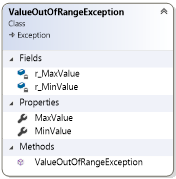 ValueOutOfRangeException
Class
Exception
Fields
r_MaxValue
r_MinValue
Properties
MaxValue
MinValue
Methods
ValueOutOfRangeException